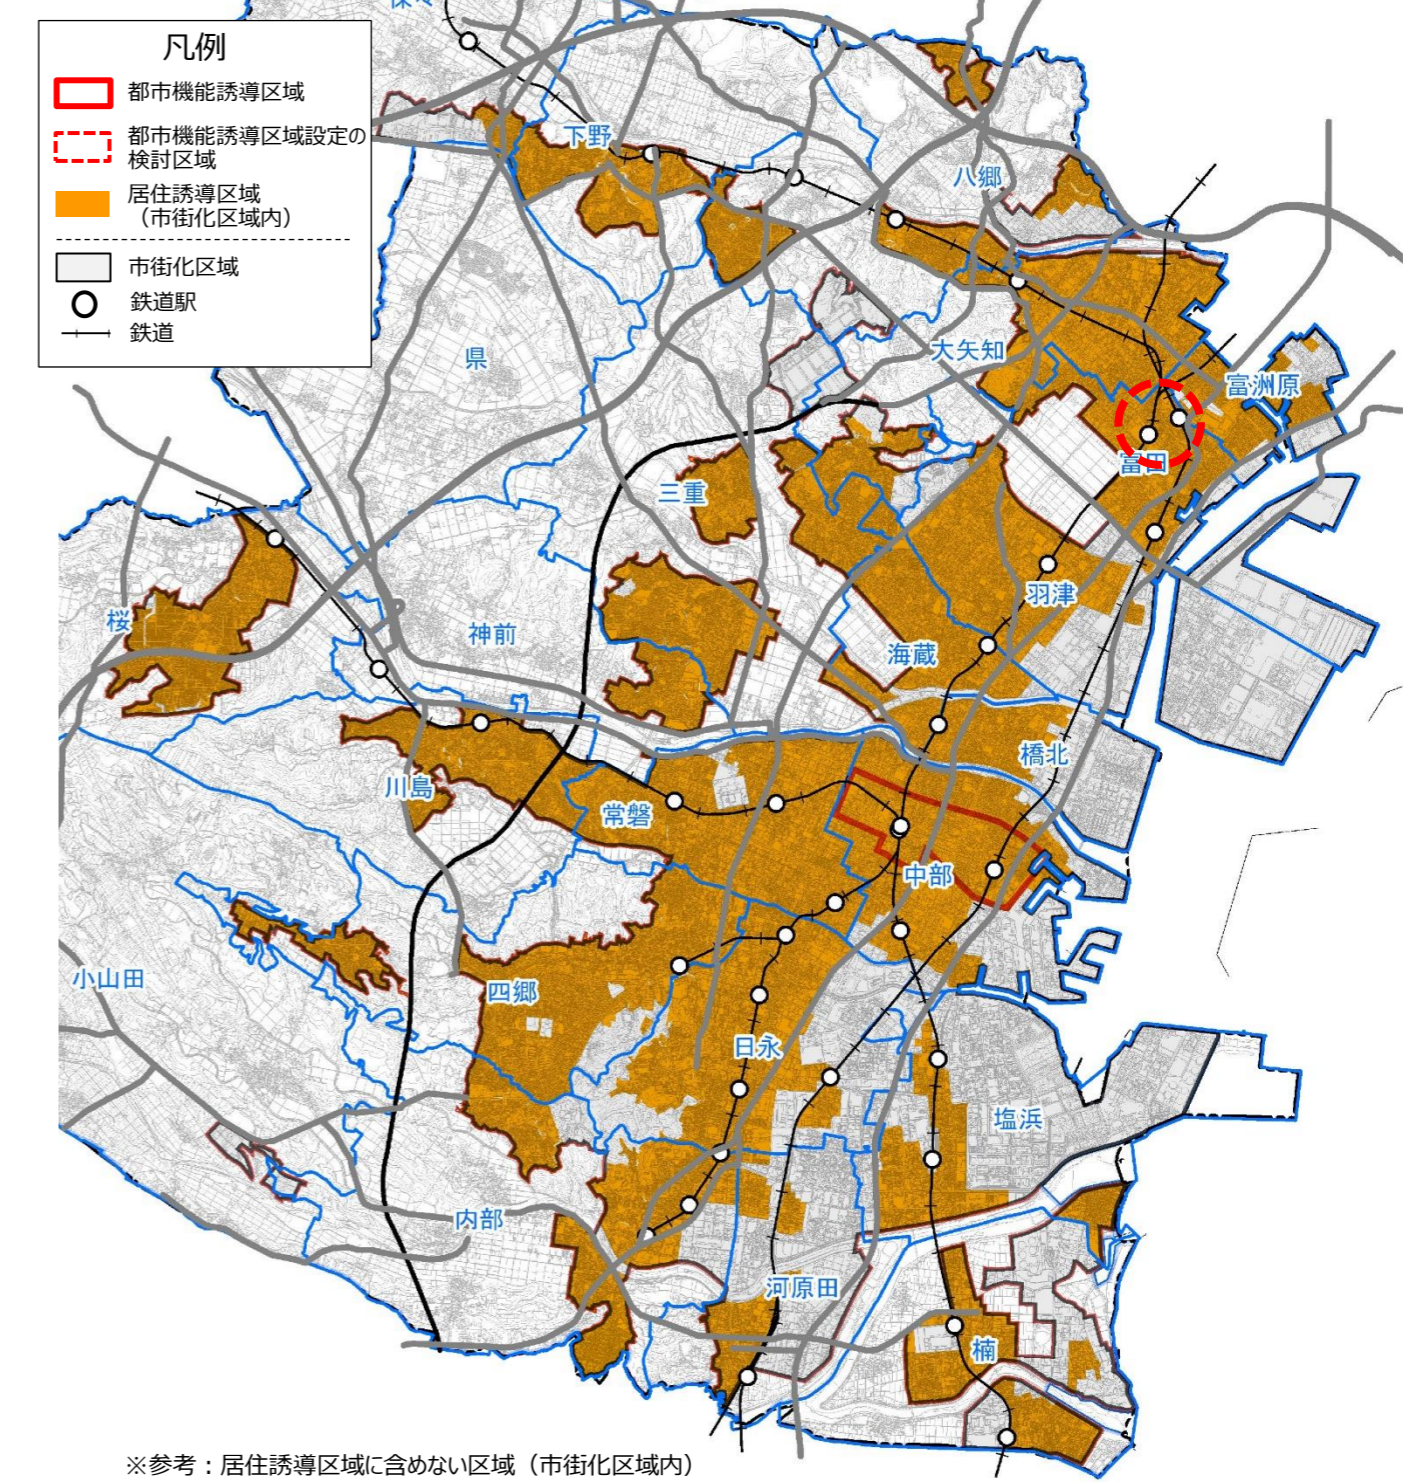 凡例
都市機能誘導区域
都市機能誘導区域設定の
検討区域
居住誘導区域
（市街化区域内）
市街化区域
鉄道駅
鉄道
下野
八郷
県
大矢知
富洲原
富田
三重
桜
神前
羽津
海蔵
橋北
川島
常磐
中部
小山田
四郷
日永
塩浜
内部
河原田
楠
※参考：居住誘導区域に含めない区域（市街化区域内）